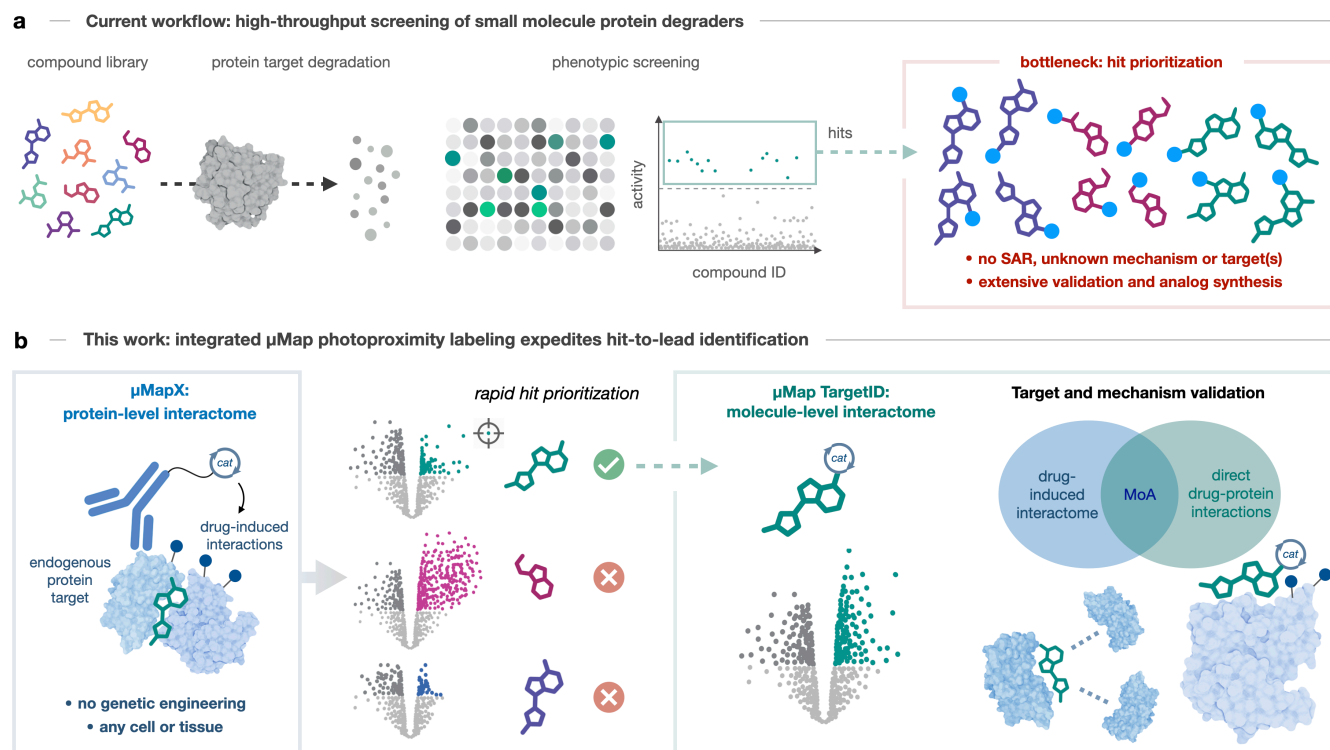 a
Current workflow: high-throughput screening of small molecule protein degraders
compound library
protein target degradation
phenotypic screening
bottleneck: hit prioritization
hits
activity
compound ID
• no SAR, unknown mechanism or target(s)
• extensive validation and analog synthesis
b
This work: integrated µMap photoproximity labeling expedites hit-to-lead identification
µMapX:
protein-level interactome
cat
drug-induced
interactions
endogenous
protein
target
• no genetic engineering
• any cell or tissue
rapid hit prioritization
µMap TargetID:
molecule-level interactome
cat
Target and mechanism validation
drug-
induced
interactome
MoA
direct
drug-protein
interactions
cat